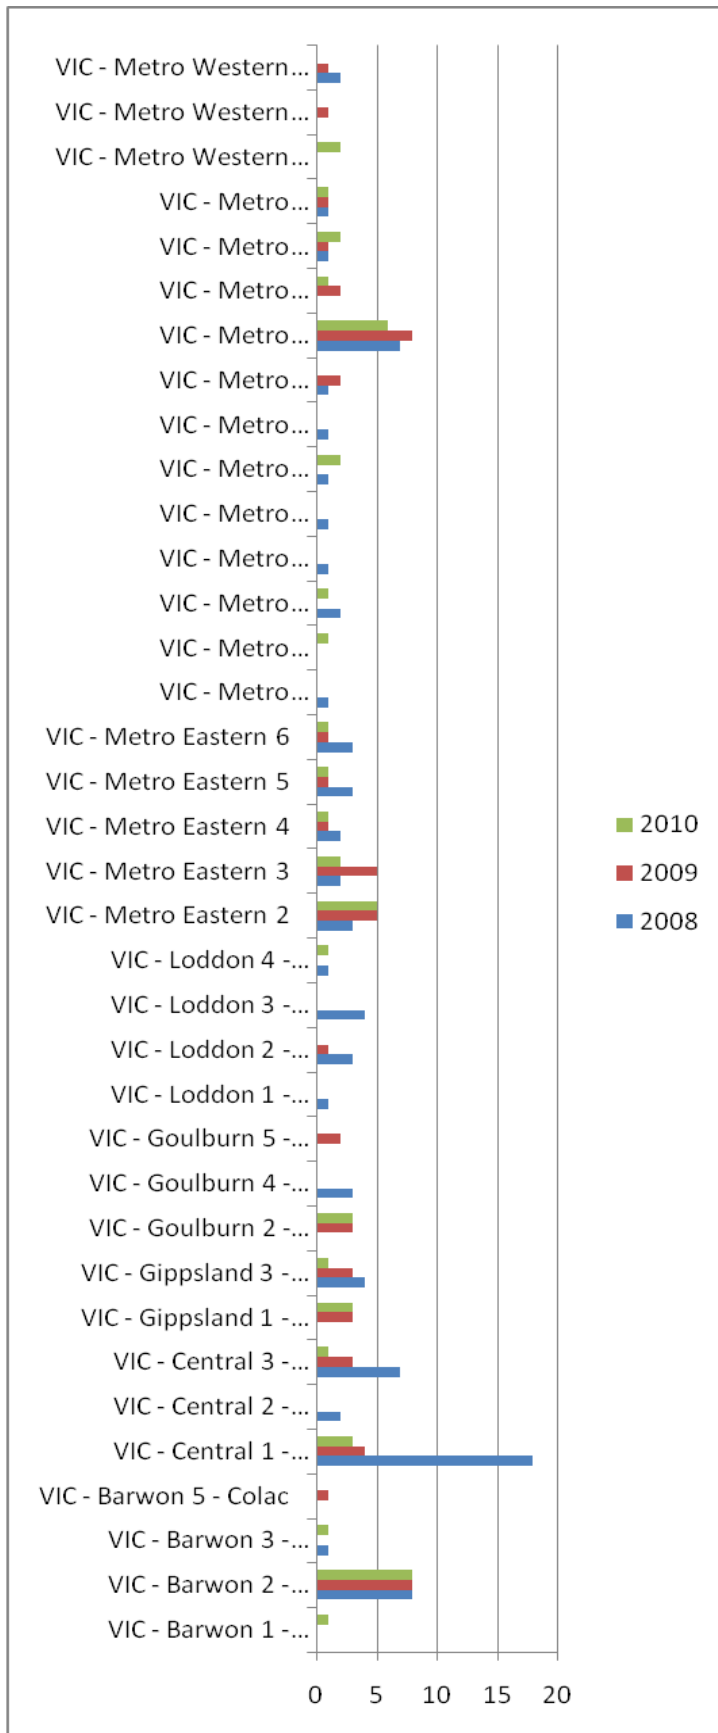 VIC - Metro Western...
VIC - Metro Western...
VIC - Metro Western...
VIC - Metro...
VIC - Metro...
VIC - Metro...
VIC - Metro...
VIC - Metro...
VIC - Metro...
VIC - Metro...
VIC - Metro...
VIC - Metro...
VIC - Metro...
VIC - Metro...
VIC - Metro...
VIC - Metro Eastern 6
VIC - Metro Eastern 5
VIC - Metro Eastern 4
VIC - Metro Eastern 3
VIC - Metro Eastern 2
VIC - Loddon 4 -...
VIC - Loddon 3 -...
VIC - Loddon 2 -...
VIC - Loddon 1 -...
VIC - Goulburn 5 -...
VIC - Goulburn 4 -...
VIC - Goulburn 2 -...
VIC - Gippsland 3 -...
VIC - Gippsland 1 -...
VIC - Central 3 -...
VIC - Central 2 -...
VIC - Central 1 -...
VIC - Barwon 5 - Colac
VIC - Barwon 3 -...
VIC - Barwon 2 -...
VIC - Barwon 1 -...
0 5 10 15 20
2010
2009
2008